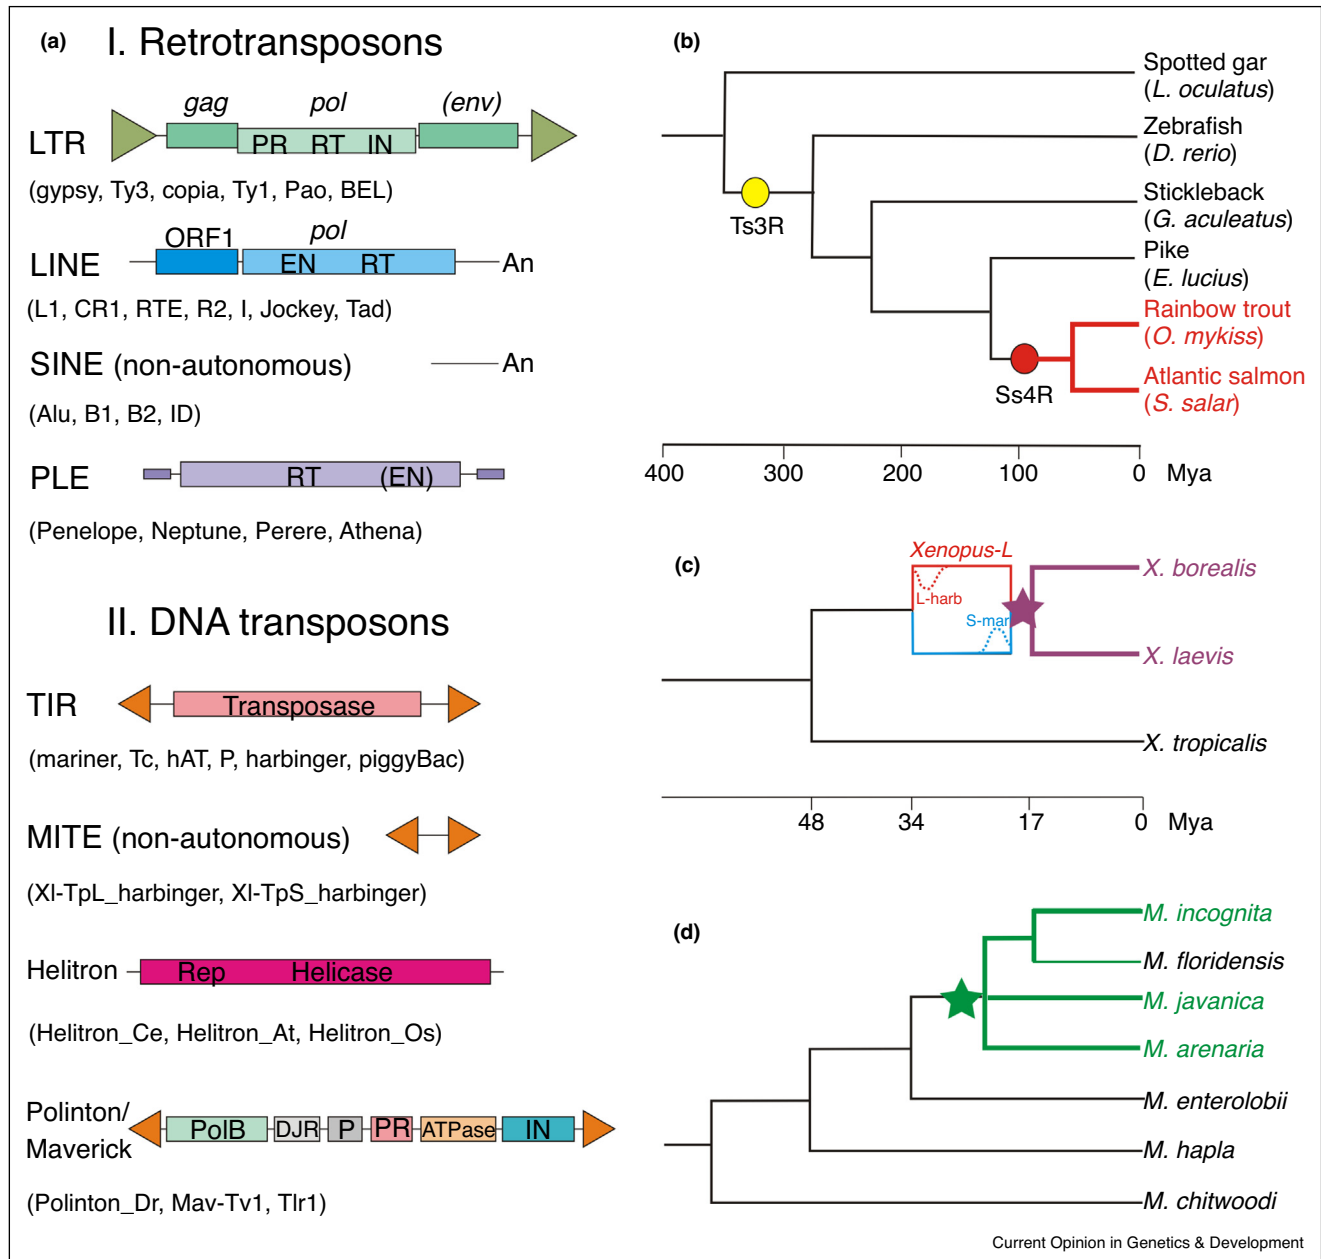 (a) I. Retrotransposons
gag pol (env)
LTR PR RT IN
(gypsy, Ty3, copia, Ty1, Pao, BEL)
ORF1 pol
LINE EN RT An
(L1, CR1, RTE, R2, I, Jockey, Tad)
SINE (non-autonomous) An
(Alu, B1, B2, ID)
PLE RT (EN)
(Penelope, Neptune, Perere, Athena)
II. DNA transposons
TIR Transposase
(mariner, Tc, hAT, P, harbinger, piggyBac)
MITE (non-autonomous)
(Xl-TpL_harbinger, Xl-TpS_harbinger)
Helitron Rep Helicase
(Helitron_Ce, Helitron_At, Helitron_Os)
Polinton/
Maverick PolB DJR P PR ATPase IN
(Polinton_Dr, Mav-Tv1, Tlr1)
(b)
Spotted gar
(L. oculatus)
Zebrafish
(D. rerio)
Stickleback
(G. aculeatus)
Ts3R
Pike
(E. lucius)
Rainbow trout
(O. mykiss)
Atlantic salmon
(S. salar)
Ss4R
400 300 200 100 0 Mya
(c)
Xenopus-L
X. borealis
L-harb
S-mar
X. laevis
X. tropicalis
48 34 17 0 Mya
(d)
M. incognita
M. floridensis
M. javanica
M. arenaria
M. enterolobii
M. hapla
M. chitwoodi
Current Opinion in Genetics & Development